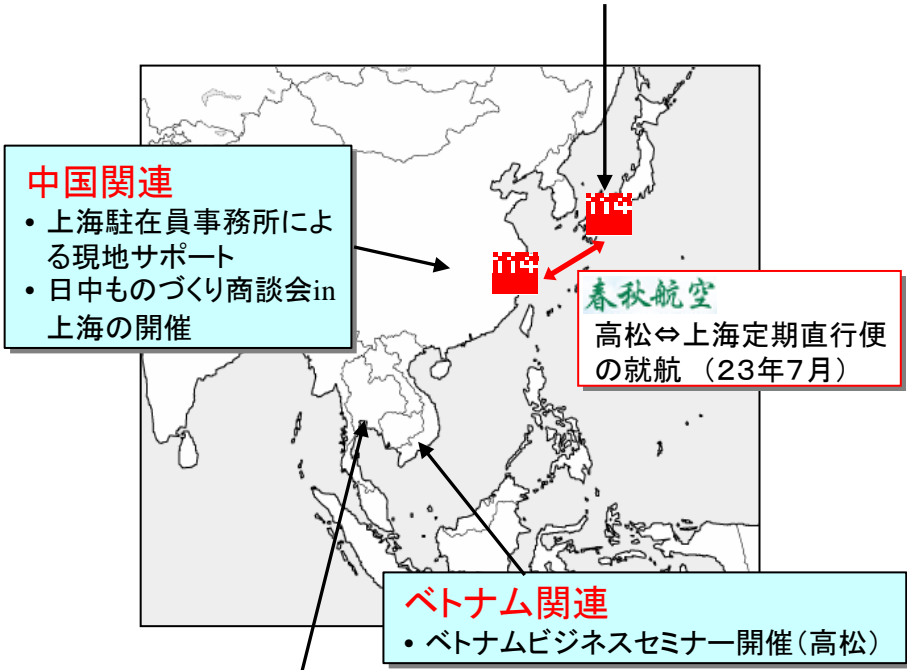 中国関連
• 上海駐在員事務所によ
る現地サポート
• 日中ものづくり商談会in
上海の開催
春秋航空
高松⇔上海定期直行便
の就航 (23年7月)
ベトナム関連
• ベトナムビジネスセミナー開催(高松)